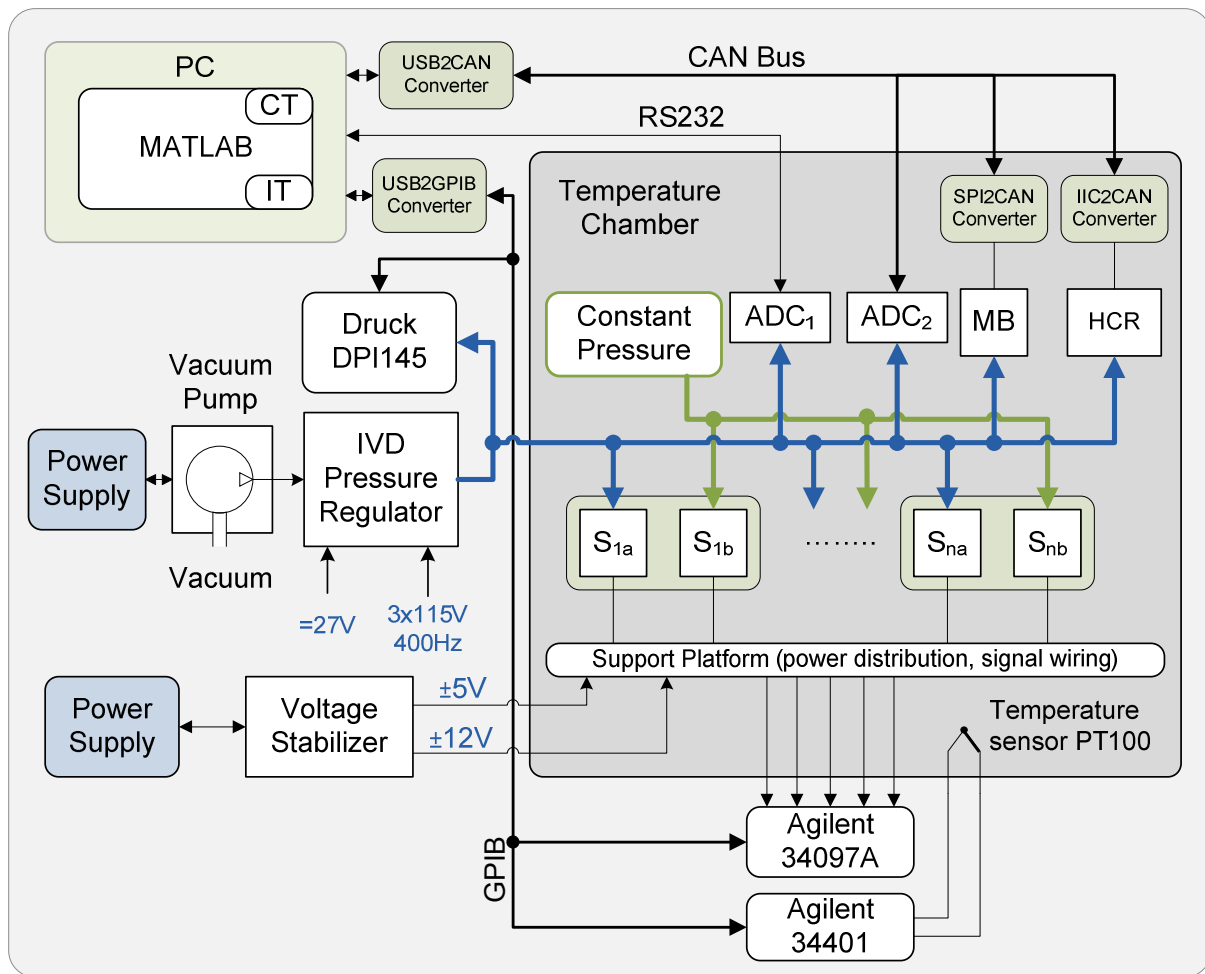 PC
CT
MATLAB
IT
USB2CAN
Converter
CAN Bus
RS232
USB2GPIB
Converter
Temperature
Chamber
SPI2CAN
Converter
IIC2CAN
Converter
Druck
DPI145
Constant
Pressure
ADC₁
ADC₂
MB
HCR
Vacuum
Pump
Power
Supply
IVD
Pressure
Regulator
Vacuum
=27V
3x115V
400Hz
S₁ₐ
S1b
.........
Sna
Snb
Support Platform (power distribution, signal wiring)
Power
Supply
Voltage
Stabilizer
±5V
±12V
Temperature
sensor PT100
GPIB
Agilent
34097A
Agilent
34401